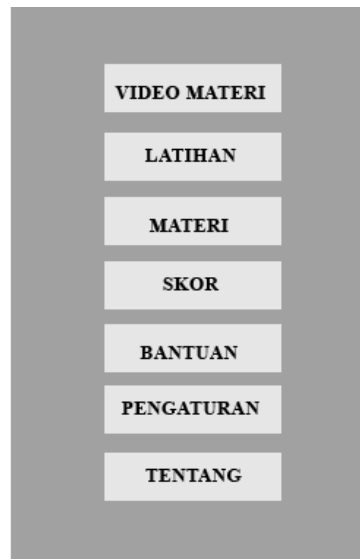 VIDEO MATERI
LATIHAN
MATERI
SKOR
BANTUAN
PENGATURAN
TENTANG